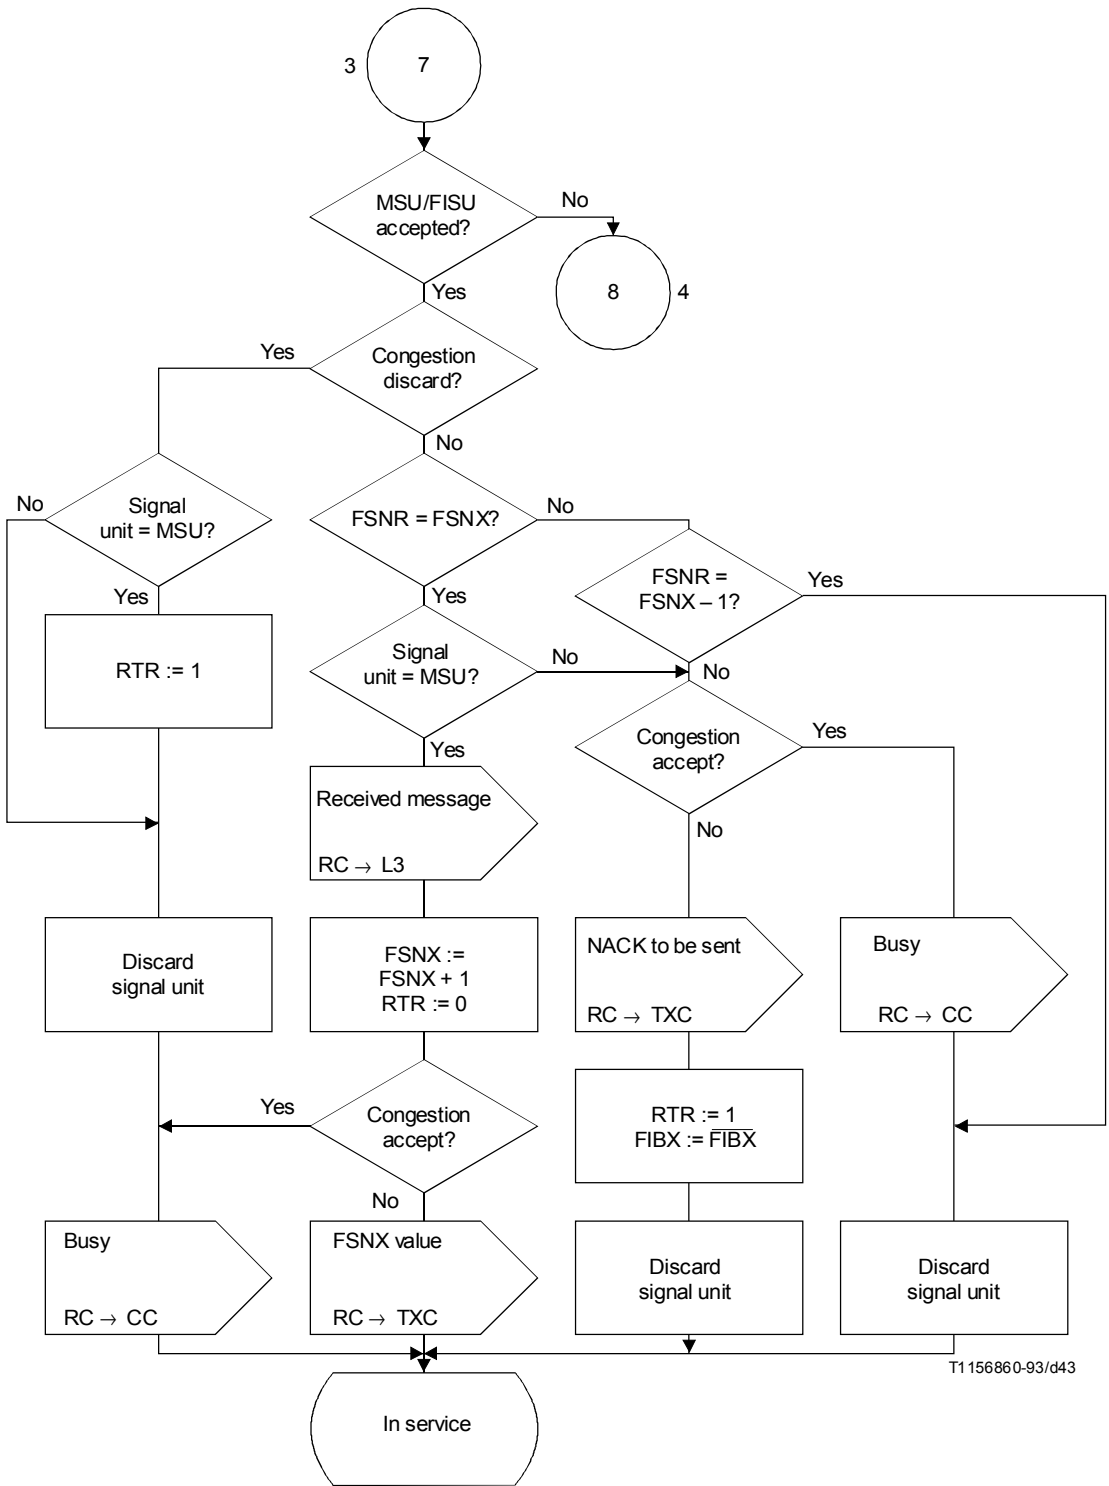 3
7
MSU/FISU
accepted?
No
8
4
Yes
Congestion
discard?
Yes
No
Signal
unit = MSU?
No
Yes
FSNR = FSNX?
No
Yes
FSNR =
FSNX – 1?
Yes
No
RTR := 1
Signal
unit = MSU?
No
Yes
Congestion
accept?
Yes
No
Received message
RC → L3
Discard
signal unit
FSNX :=
FSNX + 1
RTR := 0
NACK to be sent
RC → TXC
Busy
RC → CC
Congestion
accept?
Yes
No
RTR := 1
FIBX := F̅I̅B̅X̅
Busy
RC → CC
FSNX value
RC → TXC
Discard
signal unit
Discard
signal unit
T1156860-93/d43
In service